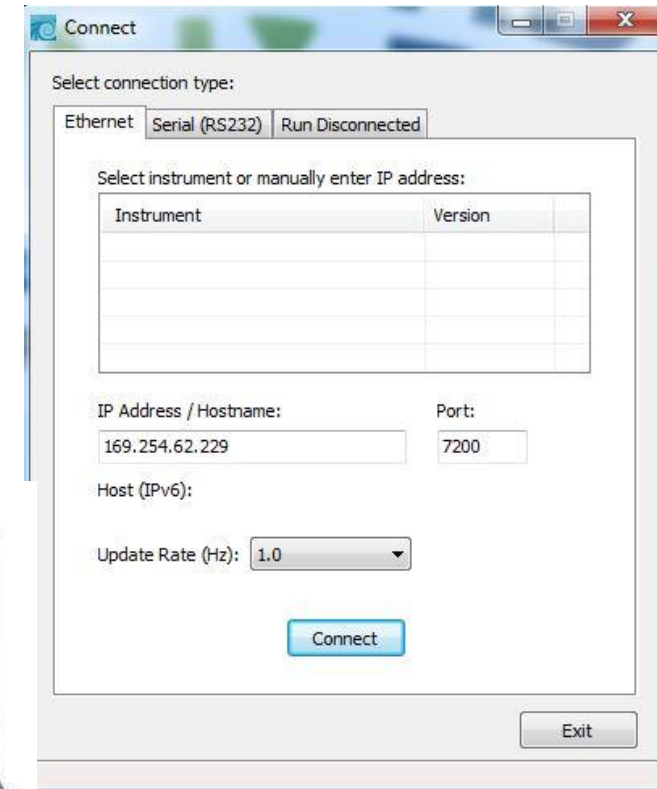 Connect
Select connection type:
Ethernet Serial (RS232) Run Disconnected
Select instrument or manually enter IP address:
Instrument Version
IP Address / Hostname: Port:
169.254.62.229 7200
Host (IPv6):
Update Rate (Hz): 1.0
Connect
Exit